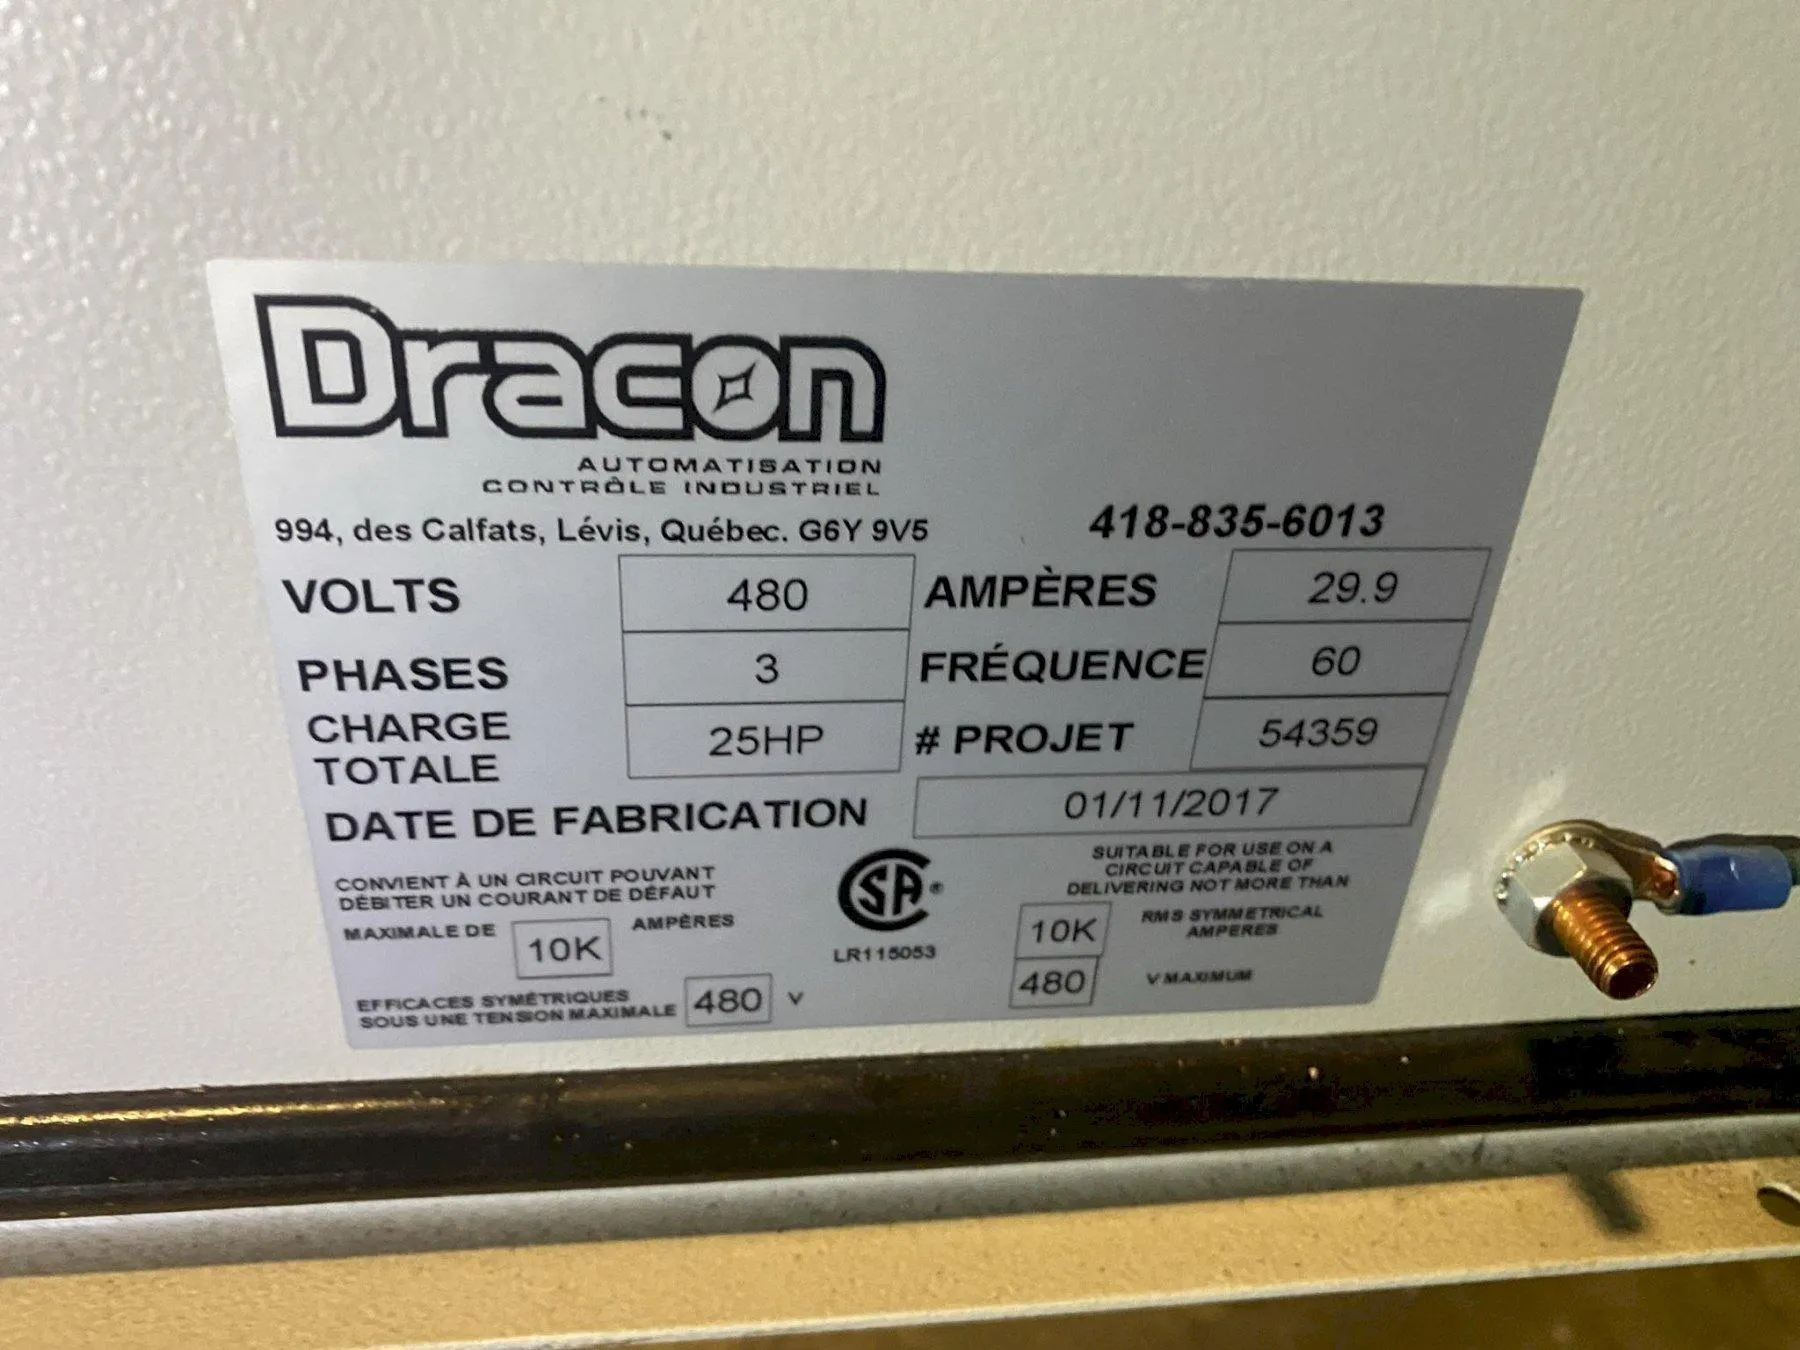 Dracon
AUTOMATISATION
CONTRÔLE INDUSTRIEL
994, des Calfats, Lévis, Québec. G6Y 9V5
418-835-6013
VOLTS 480 AMPÈRES 29.9
PHASES 3 FRÉQUENCE 60
CHARGE
TOTALE 25HP # PROJET 54359
DATE DE FABRICATION 01/11/2017
CONVIENT À UN CIRCUIT POUVANT
DÉBITER UN COURANT DE DÉFAUT
MAXIMALE DE 10K AMPÈRES
EFFICACES SYMÉTRIQUES
SOUS UNE TENSION MAXIMALE 480 V
CSA ®
LR115053
SUITABLE FOR USE ON A
CIRCUIT CAPABLE OF
DELIVERING NOT MORE THAN
10K RMS SYMMETRICAL
AMPERES
480 V MAXIMUM